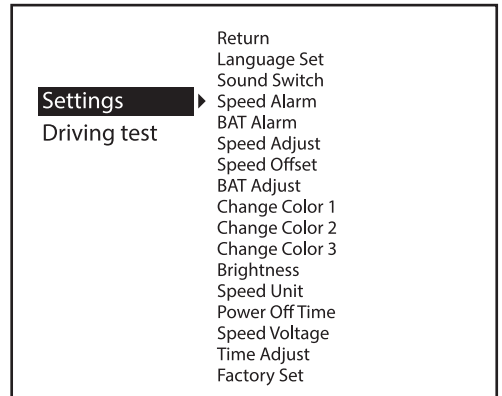 Settings
Driving test
Return
Language Set
Sound Switch
Speed Alarm
BAT Alarm
Speed Adjust
Speed Offset
BAT Adjust
Change Color 1
Change Color 2
Change Color 3
Brightness
Speed Unit
Power Off Time
Speed Voltage
Time Adjust
Factory Set